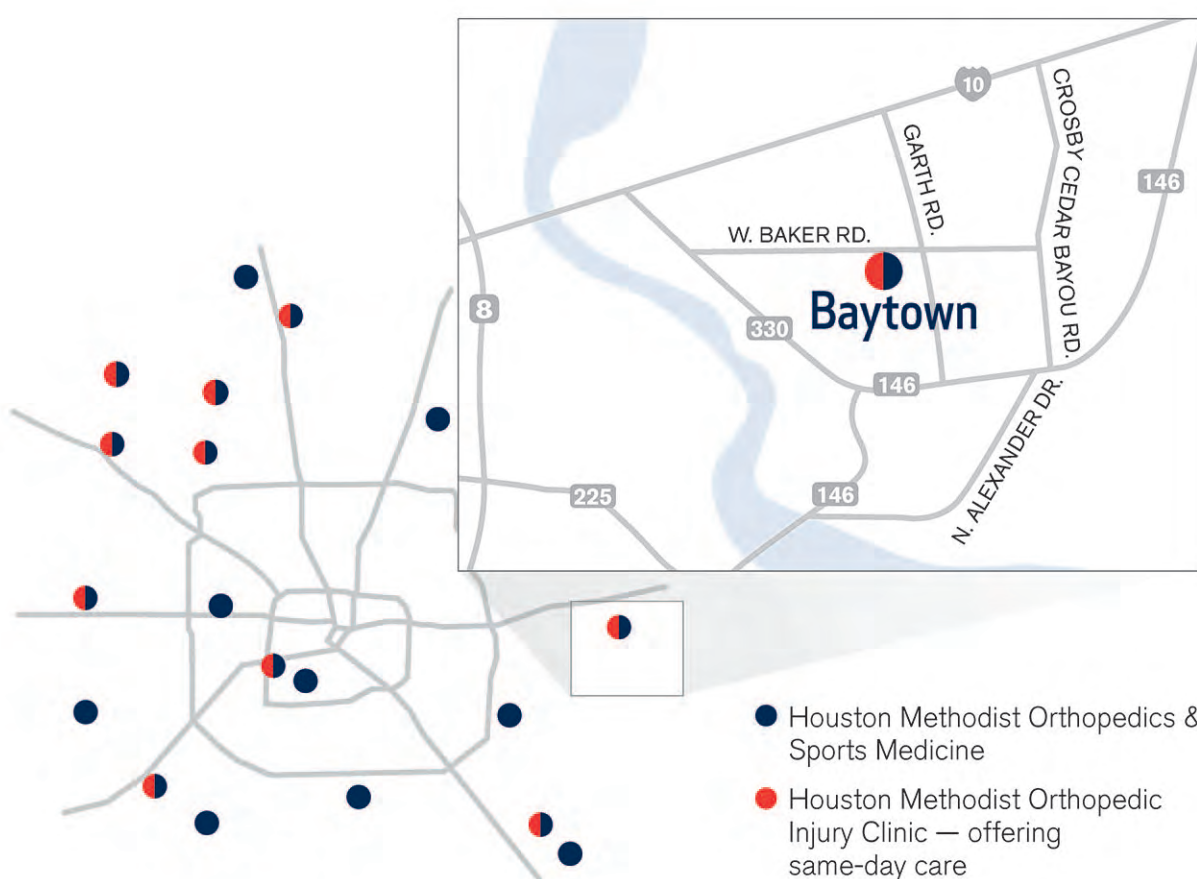 10
CROSBY CEDAR BAYOU RD.
GARTH RD.
146
W. BAKER RD.
8
Baytown
330
146
N. ALEXANDER DR.
225
146
Houston Methodist Orthopedics &
Sports Medicine
Houston Methodist Orthopedic
Injury Clinic — offering
same-day care